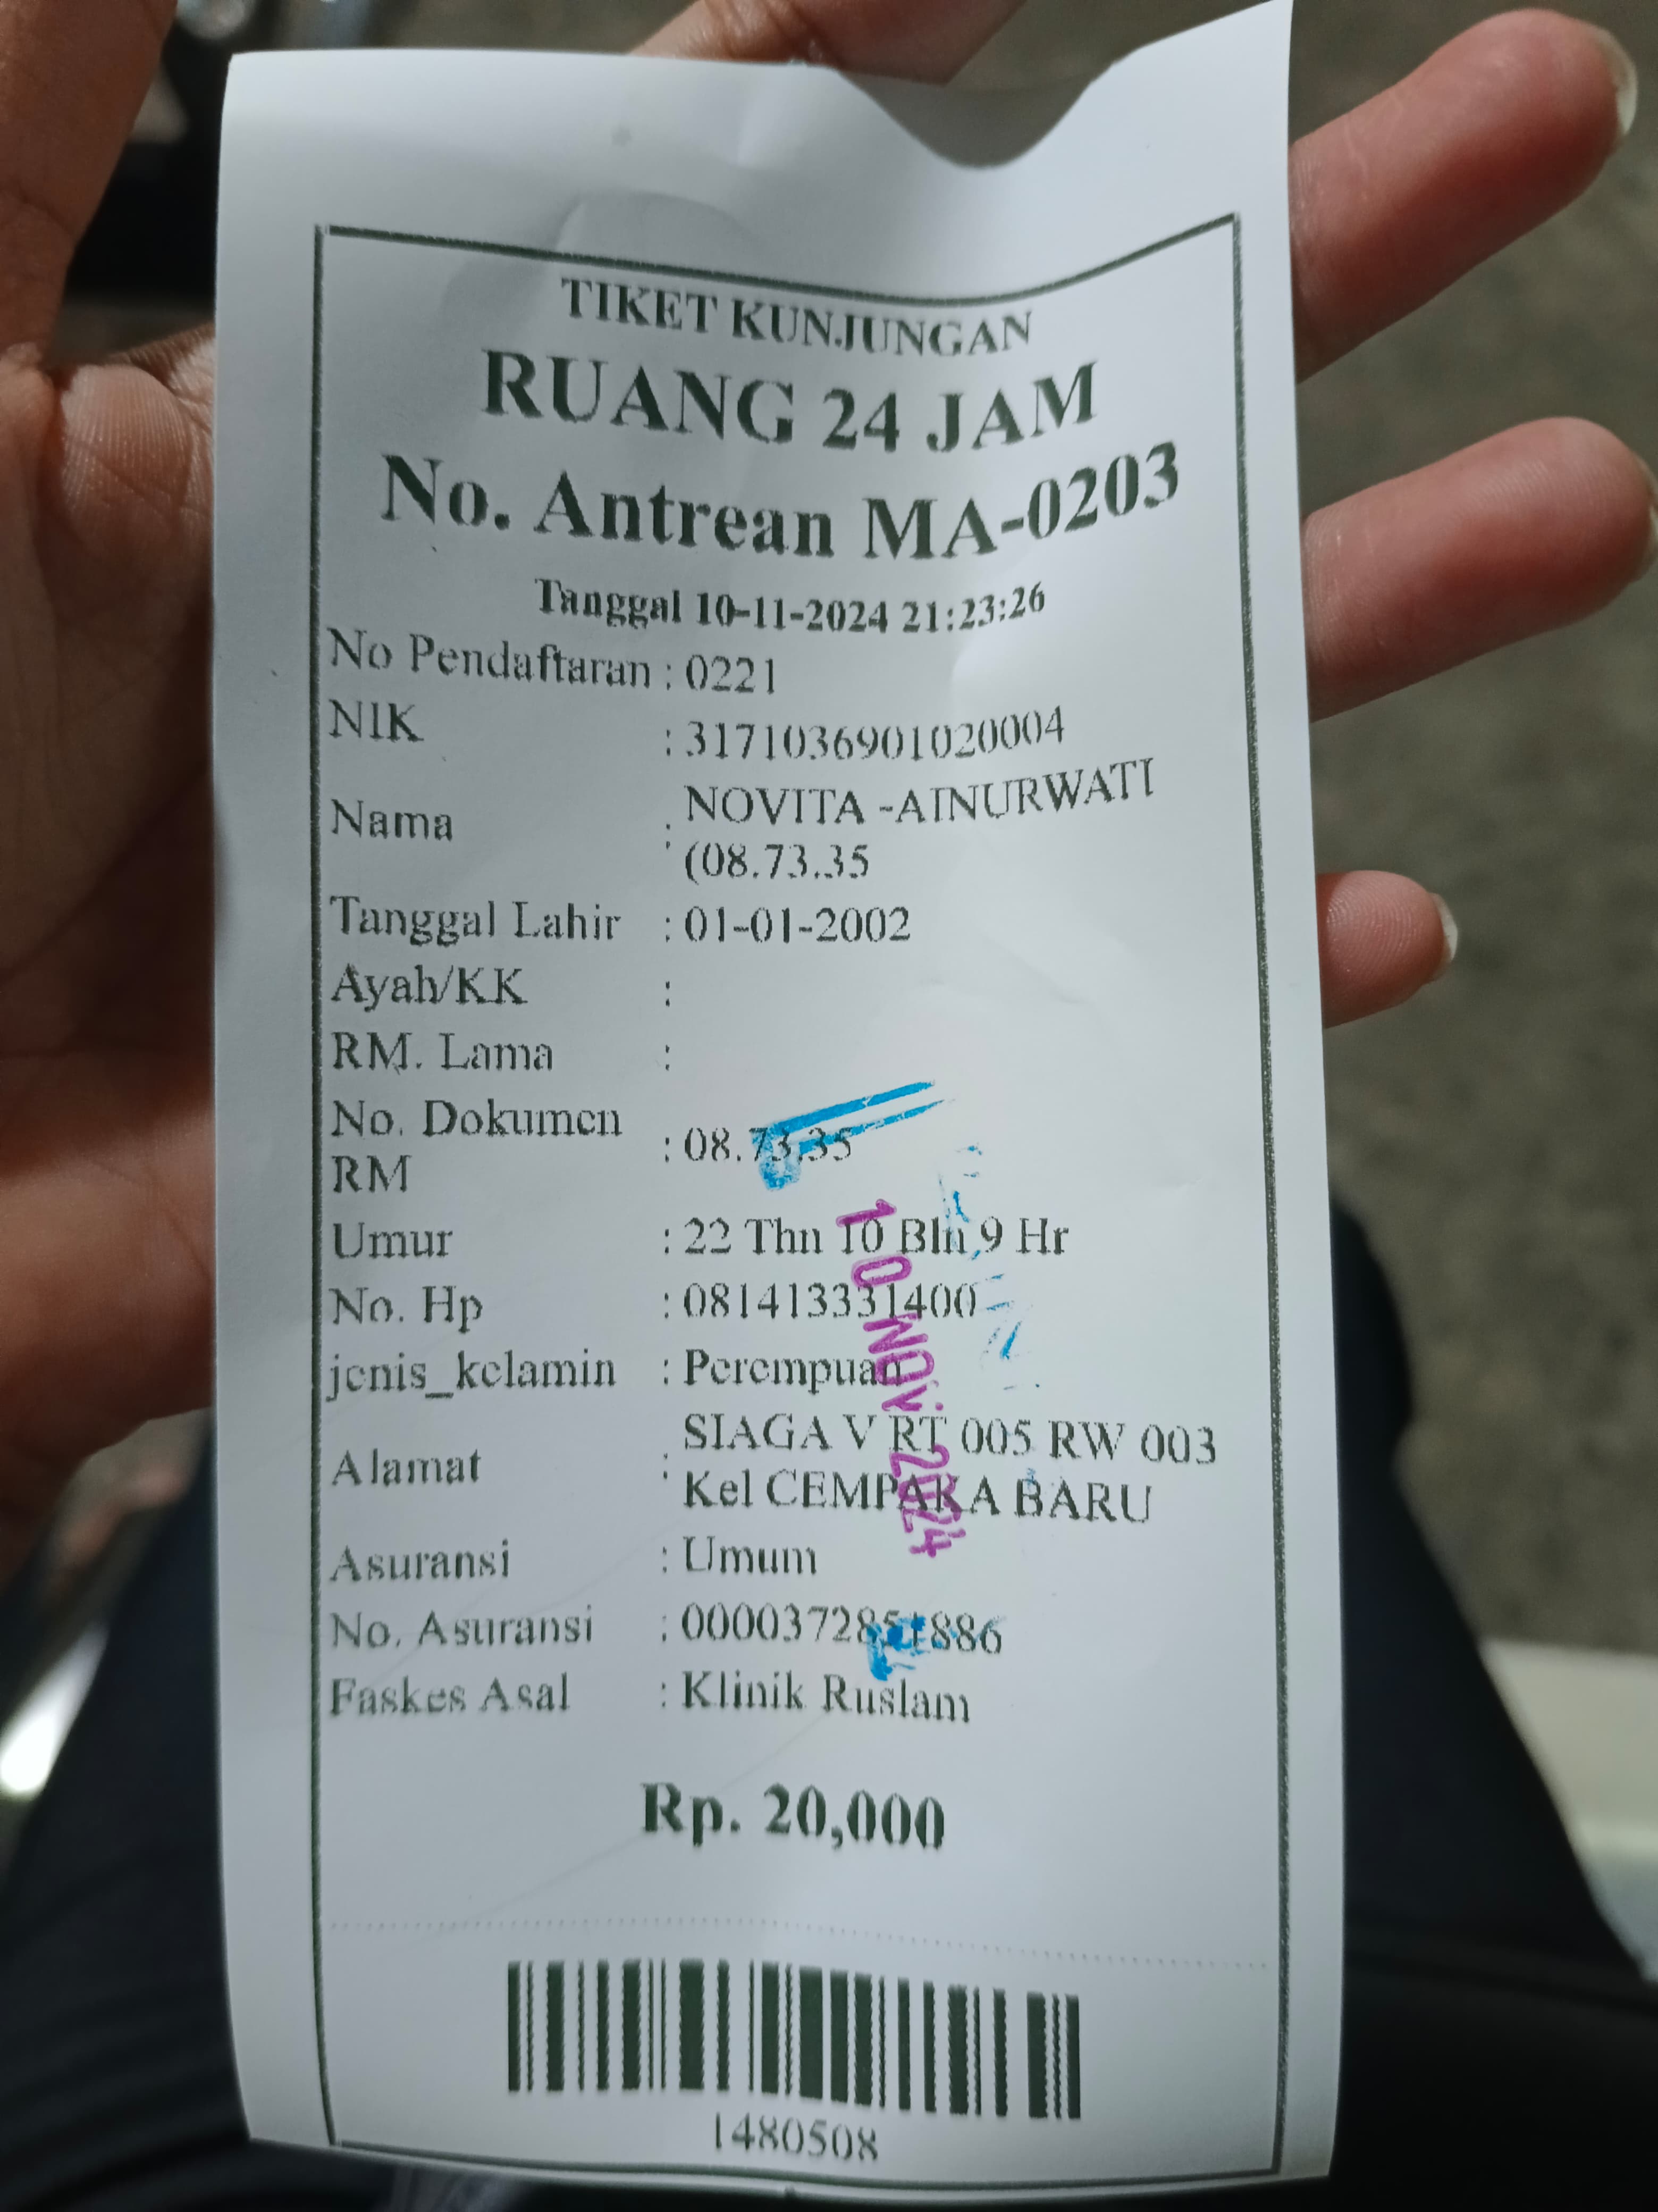 TIKET KUNJUNGAN
RUANG 24 JAM
No. Antrean MA-0203
Tanggal 10-11-2024 21:23:26
No Pendaftaran : 0221
NIK : 3171036901020004
Nama : NOVITA -AINURWATI
(08.73.35
Tanggal Lahir : 01-01-2002
Ayah/KK :
RM. Lama :
No. Dokumen
RM : 08.73.35
Umur : 22 Thn 10 Bln 9 Hr
No. Hp : 081413331400
jenis_kelamin : Perempuan
Alamat : SIAGA V RT 005 RW 003
Kel CEMPAKA BARU
Asuransi : Umum
No. Asuransi : 0000372851886
Faskes Asal : Klinik Ruslam
Rp. 20,000
1480508
10 NOV 2024